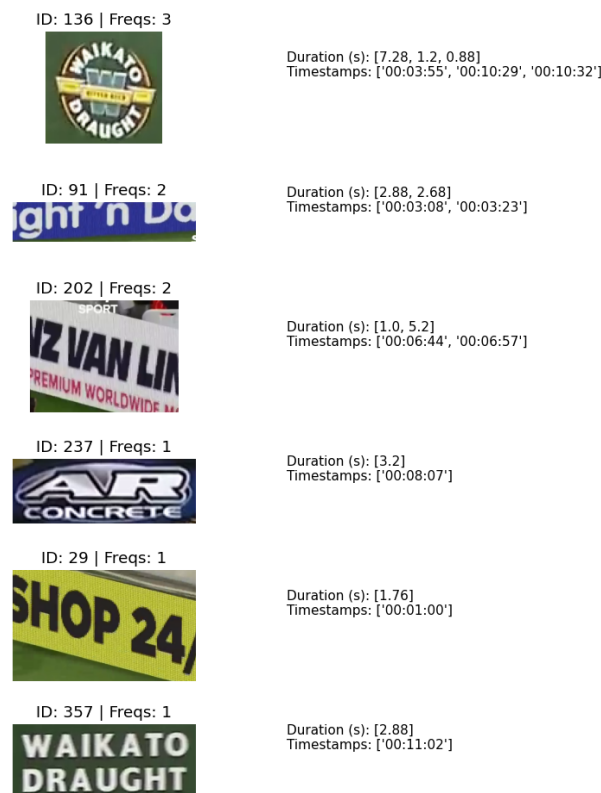 ID: 136 | Freqs: 3
WAIKATO
W
BITTER BEER
DRAUGHT
Duration (s): [7.28, 1.2, 0.88]
Timestamps: ['00:03:55', '00:10:29', '00:10:32']
ID: 91 | Freqs: 2
ight 'n Da
Duration (s): [2.88, 2.68]
Timestamps: ['00:03:08', '00:03:23']
ID: 202 | Freqs: 2
SPORT
NZ VAN LIN
PREMIUM WORLDWIDE M
Duration (s): [1.0, 5.2]
Timestamps: ['00:06:44', '00:06:57']
ID: 237 | Freqs: 1
AR
CONCRETE
Duration (s): [3.2]
Timestamps: ['00:08:07']
ID: 29 | Freqs: 1
SHOP 24/
Duration (s): [1.76]
Timestamps: ['00:01:00']
ID: 357 | Freqs: 1
WAIKATO
DRAUGHT
Duration (s): [2.88]
Timestamps: ['00:11:02']